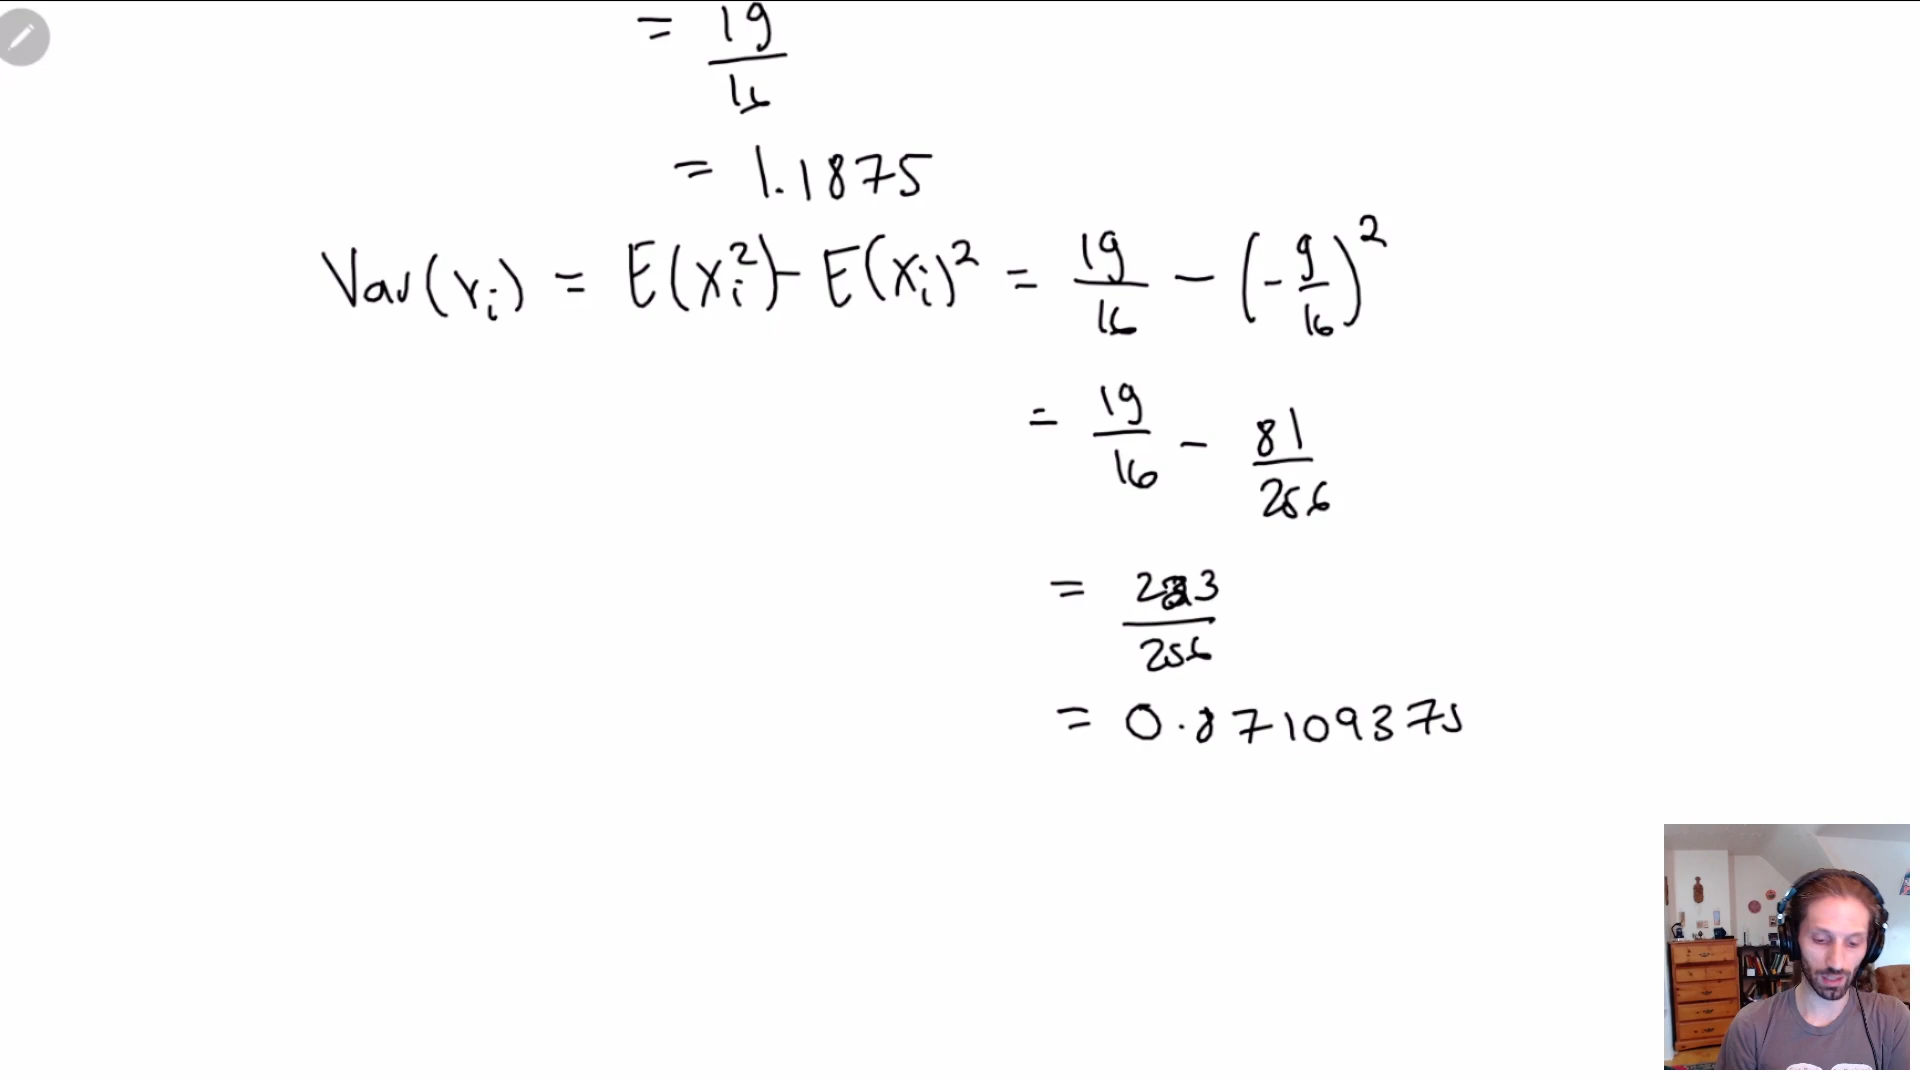 = 19/16
= 1.1875
Var(Xi) = E(Xi²) - E(Xi)² = 19/16 - (-9/16)²
= 19/16 - 81/256
= 223/256
= 0.87109375